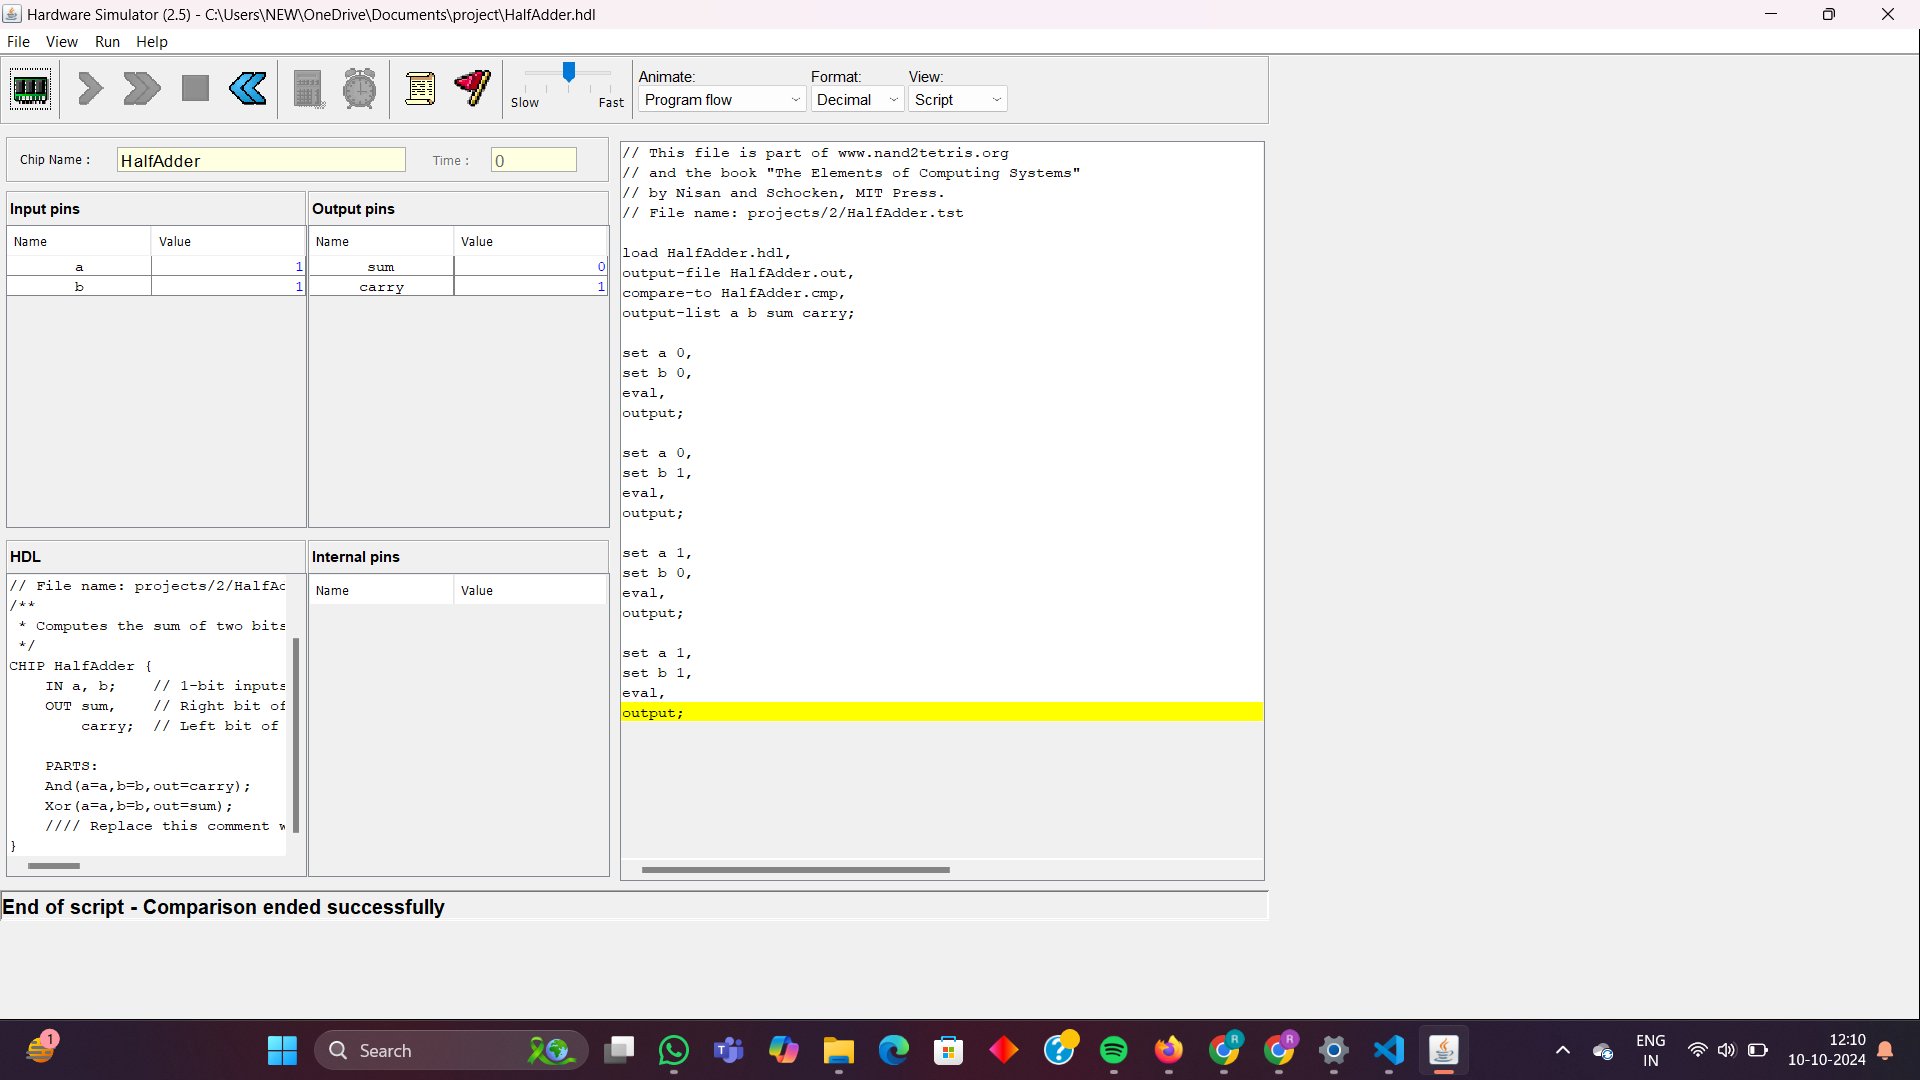 Hardware Simulator (2.5) - C:\Users\NEW\OneDrive\Documents\project\HalfAdder.hdl
File View Run Help
Slow Fast
Animate: Format: View:
Program flow Decimal Script
Chip Name : HalfAdder Time : 0
Input pins
Name Value
a 1
b 1
Output pins
Name Value
sum 0
carry 1
HDL
// File name: projects/2/HalfAd
/**
* Computes the sum of two bits
*/
CHIP HalfAdder {
IN a, b; // 1-bit inputs
OUT sum, // Right bit of
carry; // Left bit of
PARTS:
And(a=a,b=b,out=carry);
Xor(a=a,b=b,out=sum);
//// Replace this comment w
}
Internal pins
Name Value
// This file is part of www.nand2tetris.org
// and the book "The Elements of Computing Systems"
// by Nisan and Schocken, MIT Press.
// File name: projects/2/HalfAdder.tst
load HalfAdder.hdl,
output-file HalfAdder.out,
compare-to HalfAdder.cmp,
output-list a b sum carry;
set a 0,
set b 0,
eval,
output;
set a 0,
set b 1,
eval,
output;
set a 1,
set b 0,
eval,
output;
set a 1,
set b 1,
eval,
output;
End of script - Comparison ended successfully
1
Search
R
R
ENG
IN
12:10
10-10-2024